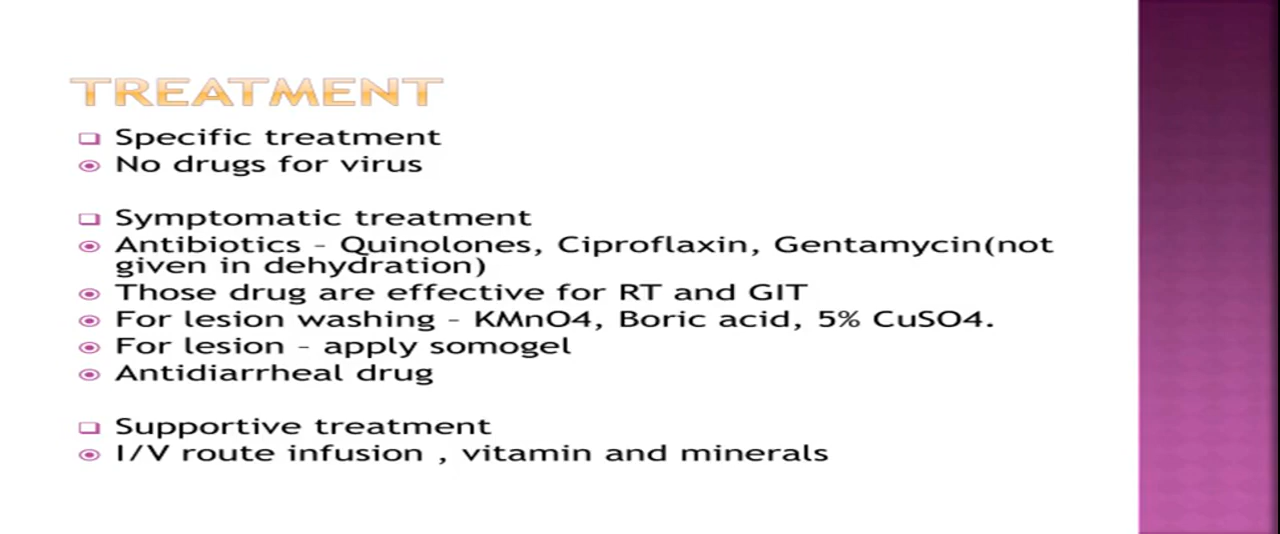 TREATMENT
Specific treatment
No drugs for virus
Symptomatic treatment
Antibiotics – Quinolones, Ciproflaxin, Gentamycin(not
given in dehydration)
Those drug are effective for RT and GIT
For lesion washing – KMnO4, Boric acid, 5% CuSO4.
For lesion – apply somogel
Antidiarrheal drug
Supportive treatment
I/V route infusion , vitamin and minerals